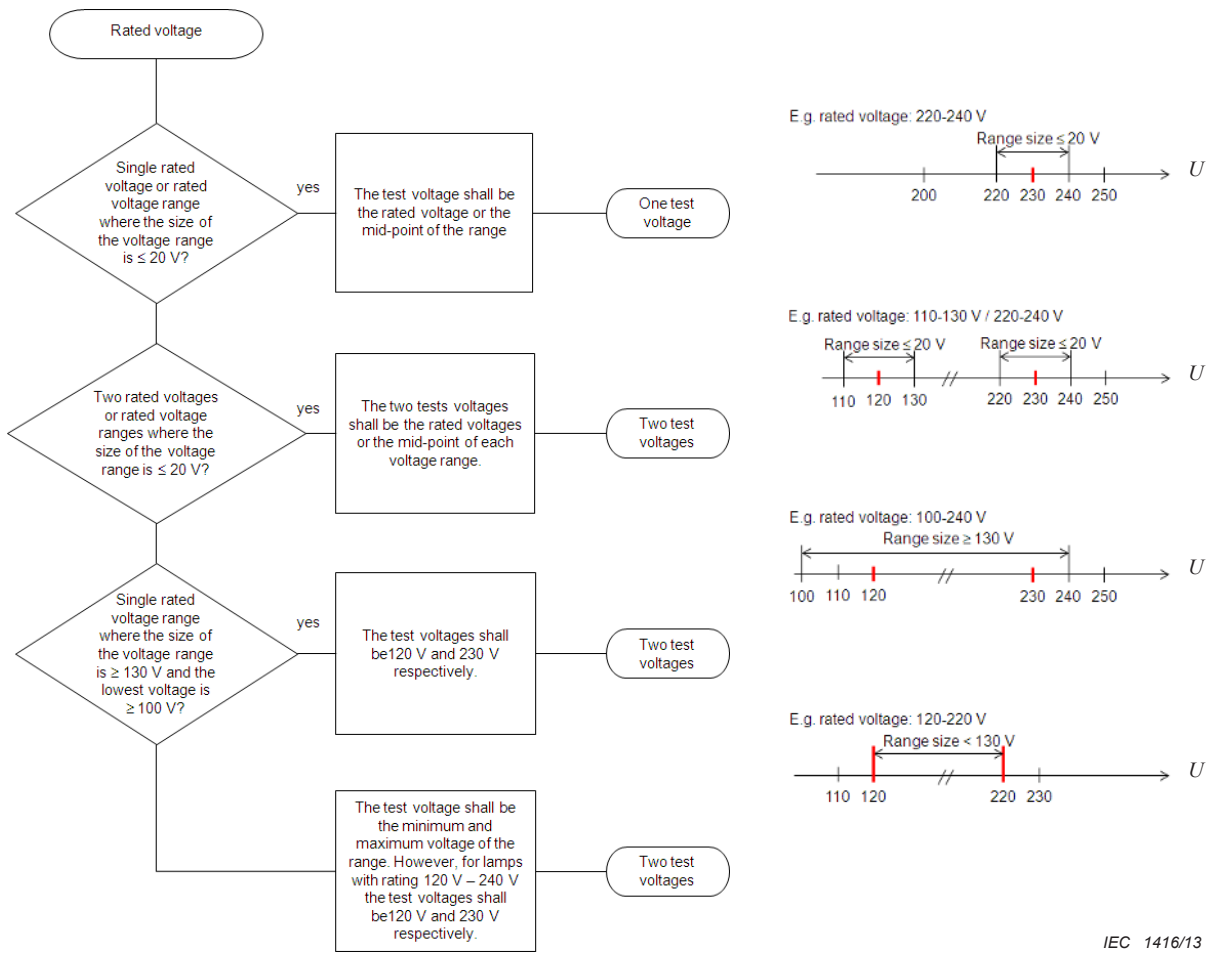 Rated voltage
Single rated
voltage or rated
voltage range
where the size of
the voltage range
is ≤ 20 V?
yes
The test voltage shall be
the rated voltage or the
mid-point of the range
One test
voltage
E.g. rated voltage: 220-240 V
Range size ≤ 20 V
U
200 220 230 240 250
Two rated voltages
or rated voltage
ranges where the
size of the voltage
range is ≤ 20 V?
yes
The two tests voltages
shall be the rated voltages
or the mid-point of each
voltage range.
Two test
voltages
E.g. rated voltage: 110-130 V / 220-240 V
Range size ≤ 20 V Range size ≤ 20 V
U
110 120 130 220 230 240 250
Single rated
voltage range
where the size of
the voltage range
is ≥ 130 V and the
lowest voltage is
≥ 100 V?
yes
The test voltages shall
be120 V and 230 V
respectively.
Two test
voltages
E.g. rated voltage: 100-240 V
Range size ≥ 130 V
U
100 110 120 230 240 250
The test voltage shall be
the minimum and
maximum voltage of the
range. However, for lamps
with rating 120 V – 240 V
the test voltages shall
be120 V and 230 V
respectively.
Two test
voltages
E.g. rated voltage: 120-220 V
Range size < 130 V
U
110 120 220 230
IEC 1416/13